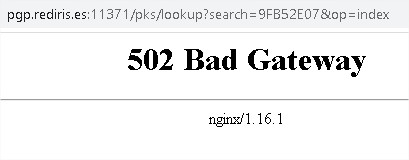 pgp.rediris.es:11371/pks/lookup?search=9FB52E07&op=index
502 Bad Gateway
nginx/1.16.1